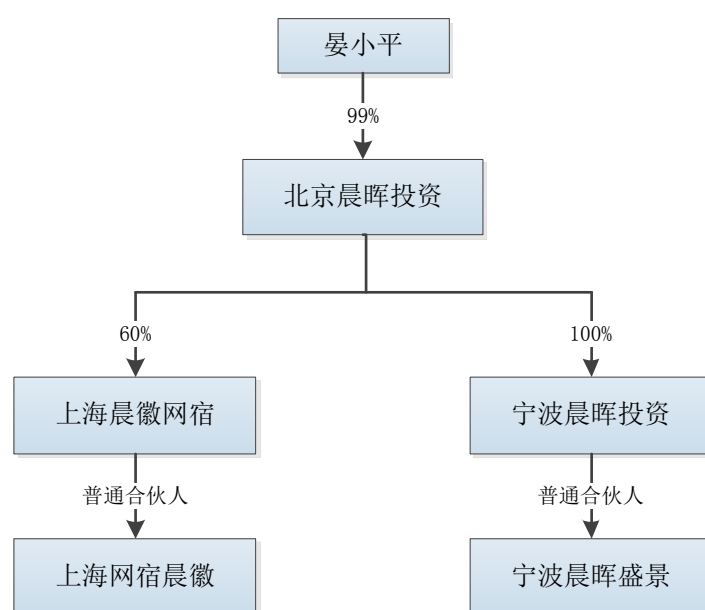 晏小平
99%
北京晨晖投资
60%
100%
上海晨徽网宿
宁波晨晖投资
普通合伙人
普通合伙人
上海网宿晨徽
宁波晨晖盛景